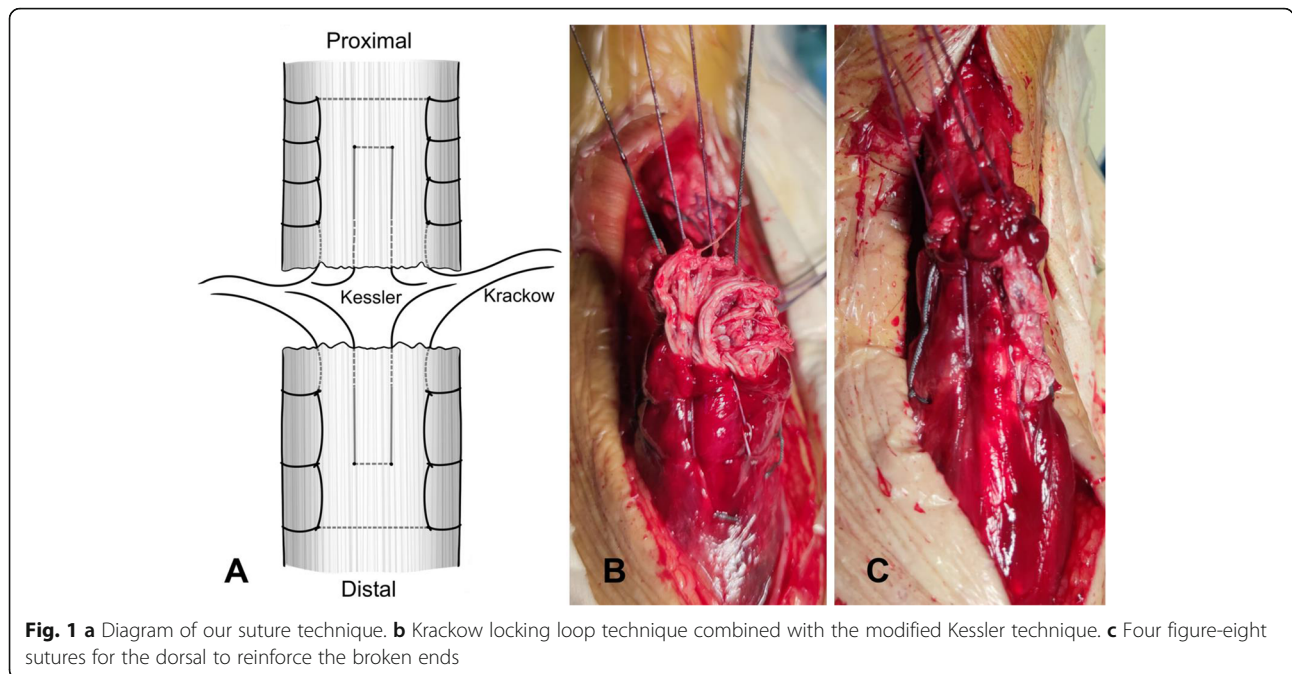 Proximal
Kessler
Krackow
Distal
A
B
C
Fig. 1 a Diagram of our suture technique. b Krackow locking loop technique combined with the modified Kessler technique. c Four figure-eight
sutures for the dorsal to reinforce the broken ends